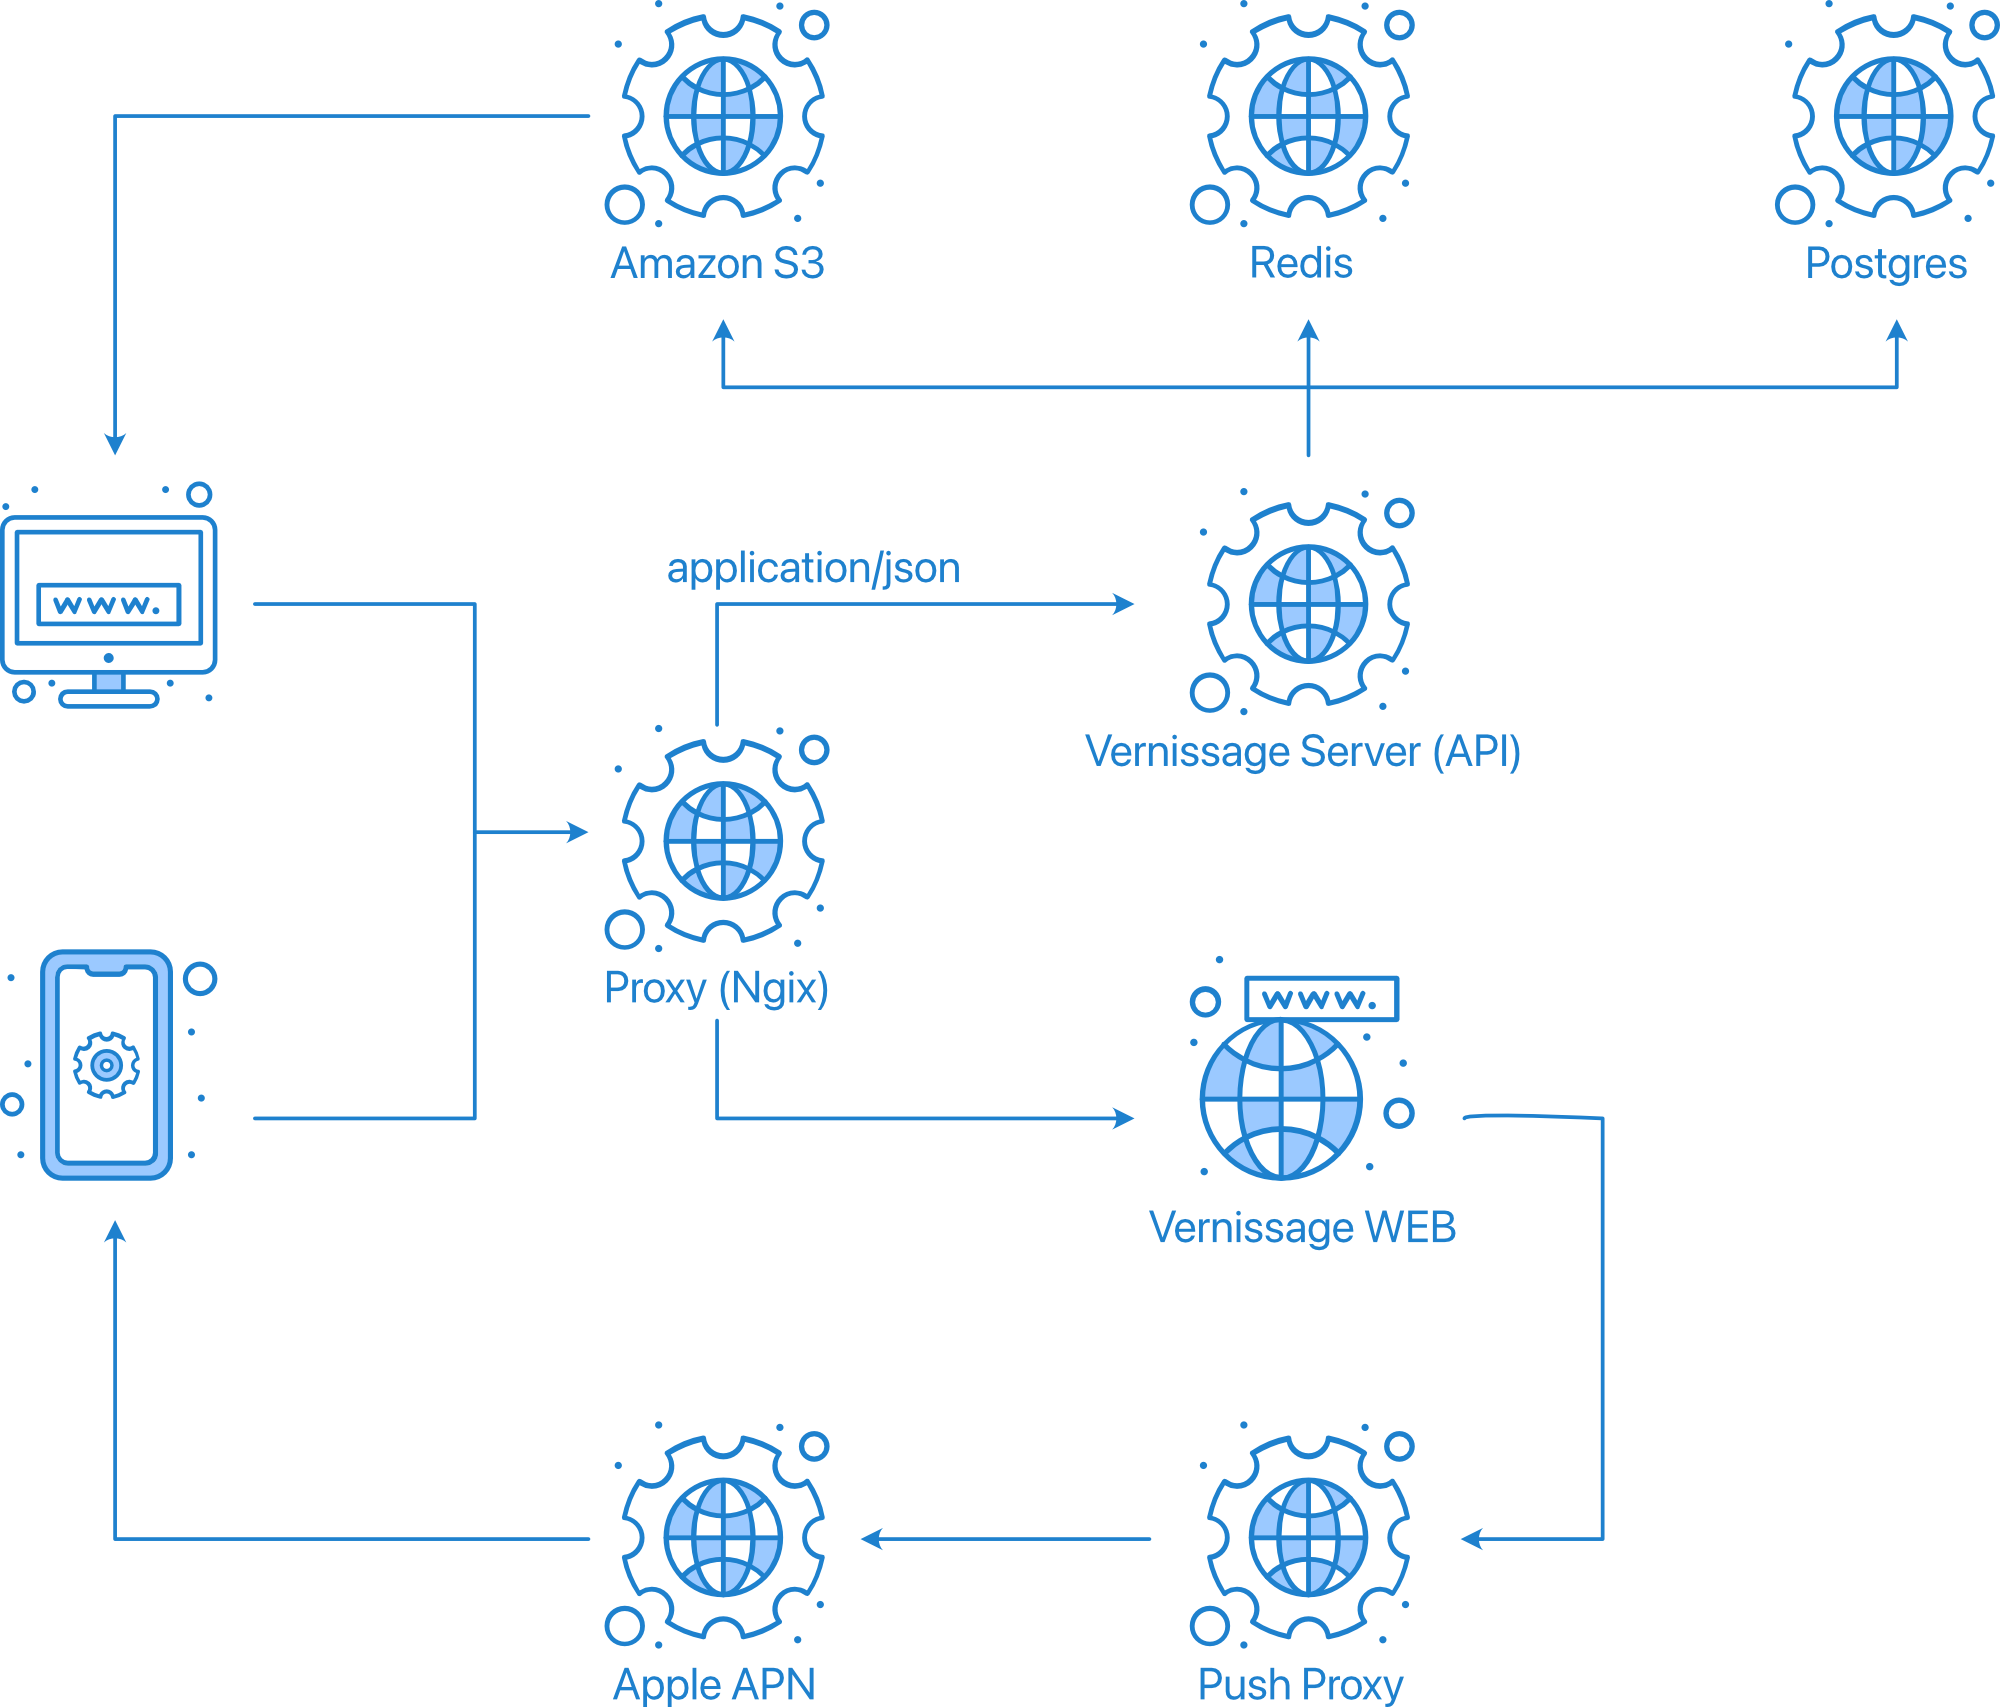 Amazon S3
Redis
Postgres
www.
application/json
Vernissage Server (API)
Proxy (Ngix)
www.
Vernissage WEB
Apple APN
Push Proxy